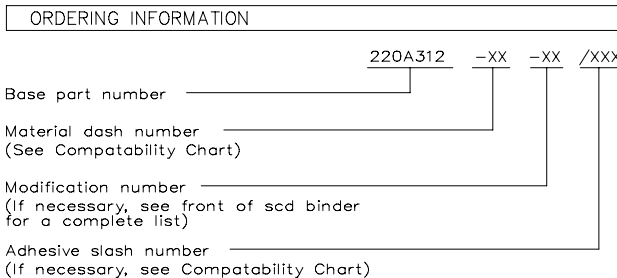 ORDERING INFORMATION
220A312 -XX -XX /XXX
Base part number
Material dash number
(See Compatability Chart)
Modification number
(If necessary, see front of scd binder
for a complete list)
Adhesive slash number
(If necessary, see Compatability Chart)